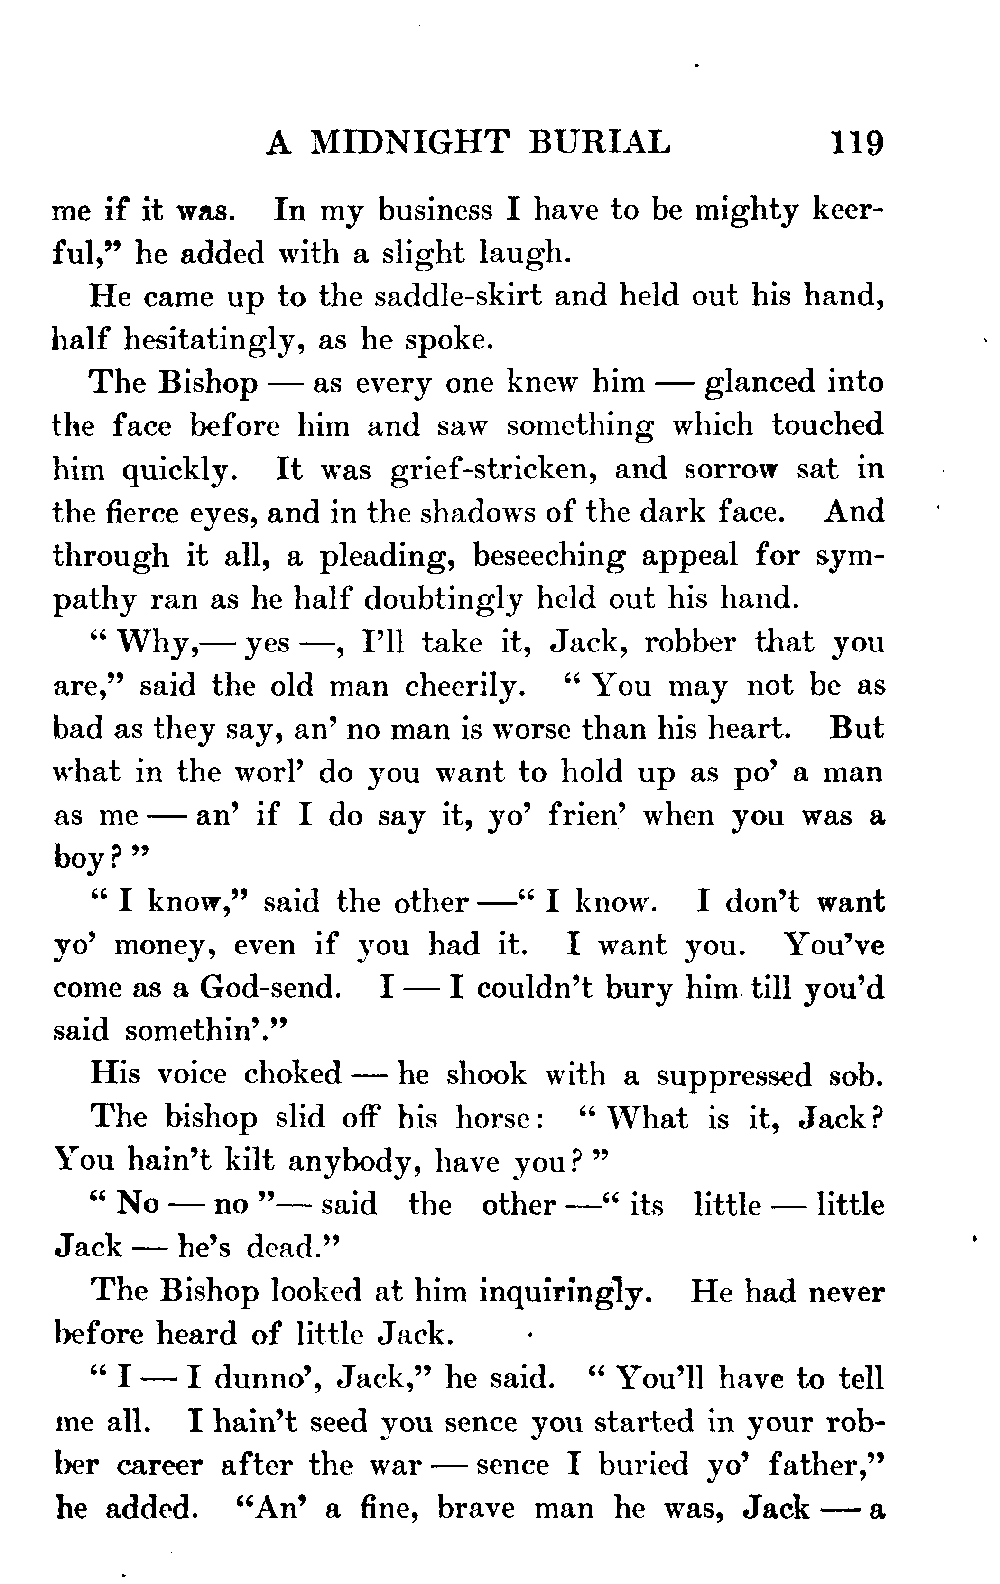 A MIDNIGHT BURIAL 119
me if it was. In my business I have to be mighty keer-
ful,” he added with a slight laugh.
He came up to the saddle-skirt and held out his hand,
half hesitatingly, as he spoke.
The Bishop — as every one knew him — glanced into
the face before him and saw something which touched
him quickly. It was grief-stricken, and sorrow sat in
the fierce eyes, and in the shadows of the dark face. And
through it all, a pleading, beseeching appeal for sym-
pathy ran as he half doubtingly held out his hand.
“ Why,— yes —, I’ll take it, Jack, robber that you
are,” said the old man cheerily. “ You may not be as
bad as they say, an’ no man is worse than his heart. But
what in the worl’ do you want to hold up as po’ a man
as me — an’ if I do say it, yo’ frien’ when you was a
boy? ”
“ I know,” said the other —“ I know. I don’t want
yo’ money, even if you had it. I want you. You’ve
come as a God-send. I — I couldn’t bury him till you’d
said somethin’.”
His voice choked — he shook with a suppressed sob.
The bishop slid off his horse: “ What is it, Jack?
You hain’t kilt anybody, have you? ”
“ No — no ”— said the other —“ its little — little
Jack — he’s dead.”
The Bishop looked at him inquiringly. He had never
before heard of little Jack.
“ I — I dunno’, Jack,” he said. “ You’ll have to tell
me all. I hain’t seed you sence you started in your rob-
ber career after the war — sence I buried yo’ father,”
he added. “An’ a fine, brave man he was, Jack — a